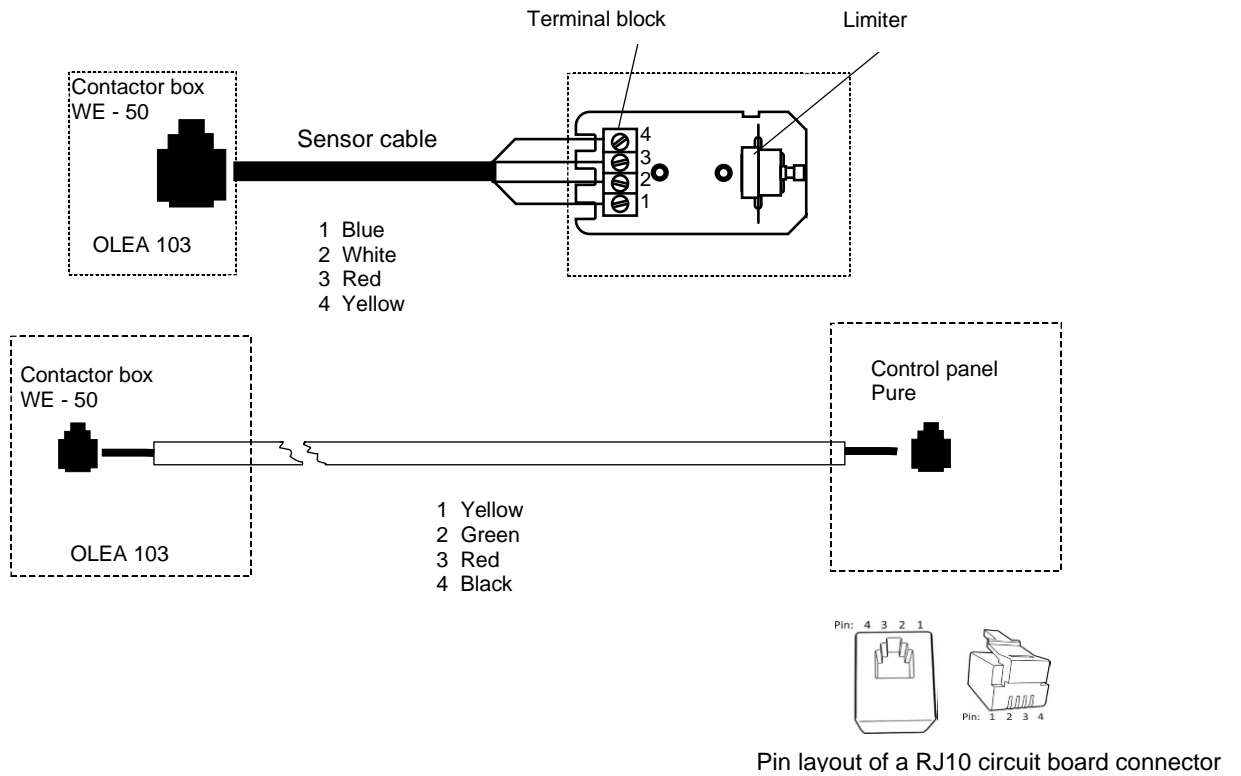 Terminal block
Limiter
Contactor box
WE - 50
Sensor cable
4
3
2
1
OLEA 103
1 Blue
2 White
3 Red
4 Yellow
Contactor box
WE - 50
Control panel
Pure
OLEA 103
1 Yellow
2 Green
3 Red
4 Black
Pin: 4 3 2 1
Pin: 1 2 3 4
Pin layout of a RJ10 circuit board connector